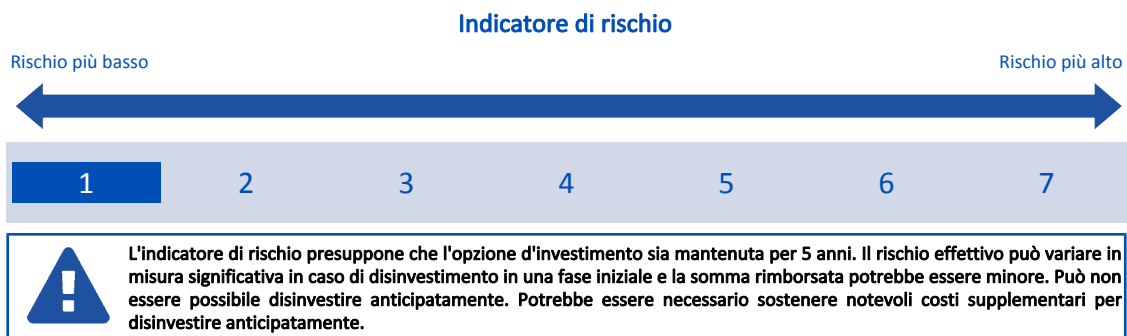 Indicatore di rischio
Rischio più basso
Rischio più alto
1 2 3 4 5 6 7
L'indicatore di rischio presuppone che l'opzione d'investimento sia mantenuta per 5 anni. Il rischio effettivo può variare in
misura significativa in caso di disinvestimento in una fase iniziale e la somma rimborsata potrebbe essere minore. Può non
essere possibile disinvestire anticipatamente. Potrebbe essere necessario sostenere notevoli costi supplementari per
disinvestire anticipatamente.